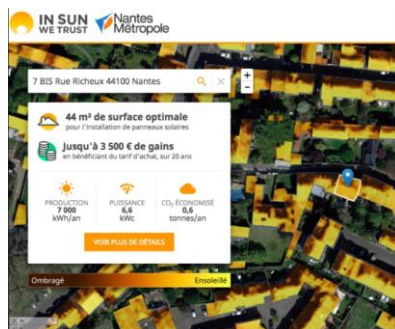 IN SUN
WE TRUST
Nantes
Métropole
7 BIS Rue Richeux 44100 Nantes
+
-
44 m² de surface optimale
pour l'installation de panneaux solaires
Jusqu'à 3 500 € de gains
en bénéficiant du tarif d'achat, sur 20 ans
PRODUCTION
7 000
kWh/an
PUISSANCE
6,6
kWc
CO₂ ÉCONOMISÉ
0,6
tonnes/an
VOIR PLUS DE DÉTAILS
Ombragé
Ensoleillé